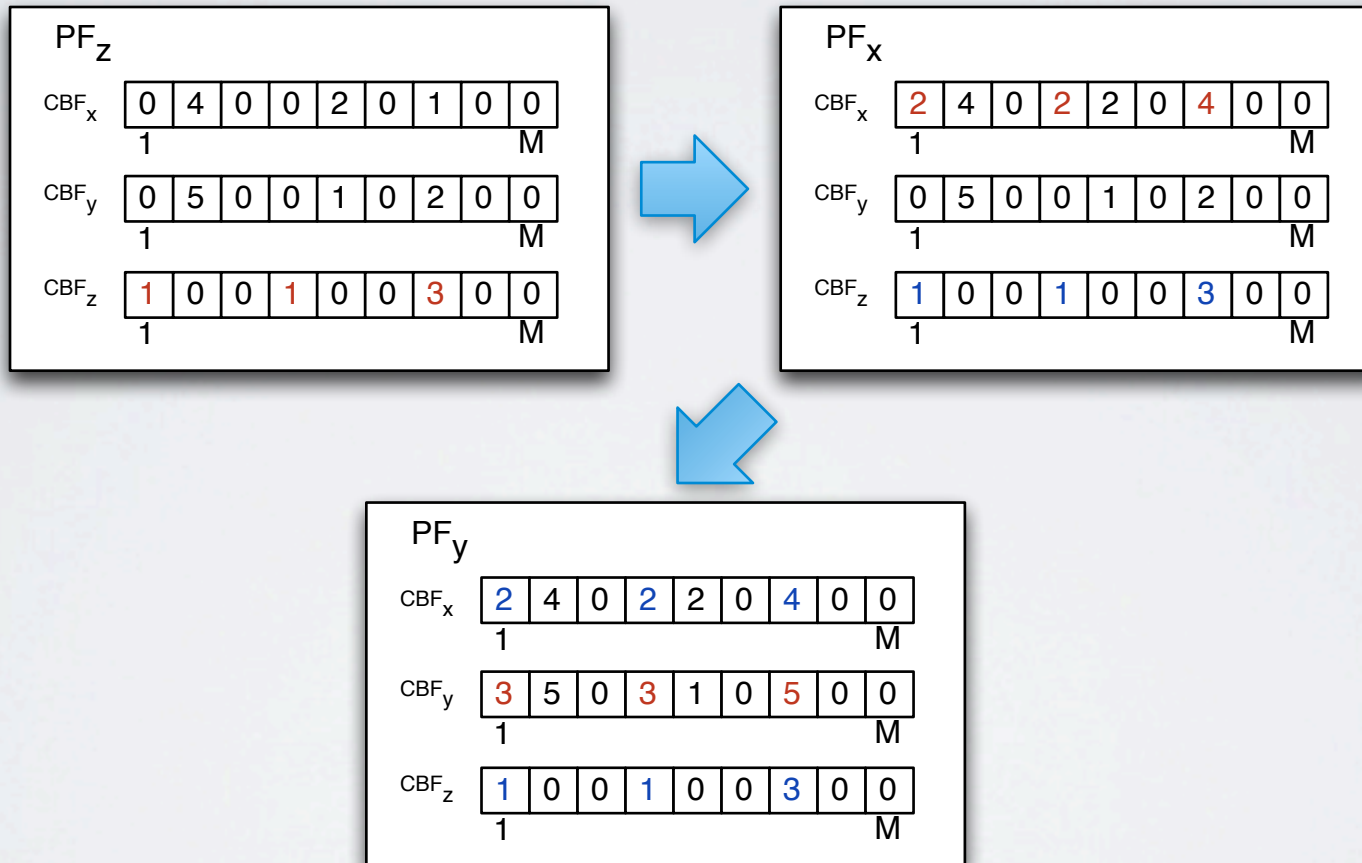 PFz
CBFx 0 4 0 0 2 0 1 0 0
1 M
CBFy 0 5 0 0 1 0 2 0 0
1 M
CBFz 1 0 0 1 0 0 3 0 0
1 M
PFx
CBFx 2 4 0 2 2 0 4 0 0
1 M
CBFy 0 5 0 0 1 0 2 0 0
1 M
CBFz 1 0 0 1 0 0 3 0 0
1 M
PFy
CBFx 2 4 0 2 2 0 4 0 0
1 M
CBFy 3 5 0 3 1 0 5 0 0
1 M
CBFz 1 0 0 1 0 0 3 0 0
1 M